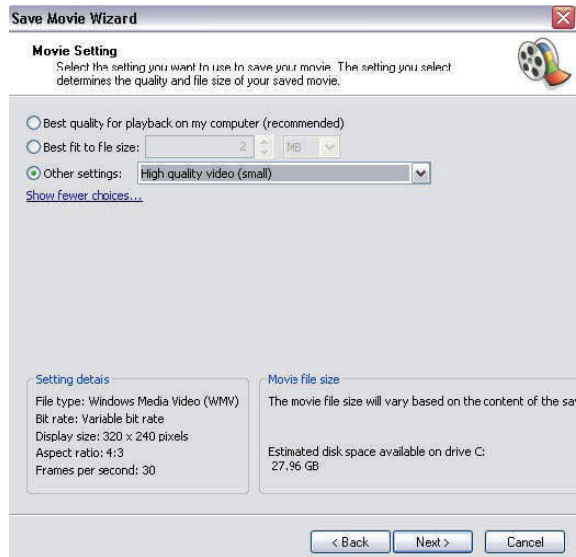 Save Movie Wizard
Movie Setting
Select the setting you want to use to save your movie. The setting you select
determines the quality and file size of your saved movie.
Best quality for playback on my computer (recommended)
Best fit to file size: 2 MB
Other settings: High quality video (small)
Show fewer choices...
Setting details
File type: Windows Media Video (WMV)
Bit rate: Variable bit rate
Display size: 320 x 240 pixels
Aspect ratio: 4:3
Frames per second: 30
Movie file size
The movie file size will vary based on the content of the sa
Estimated disk space available on drive C:
27.96 GB
< Back Next > Cancel